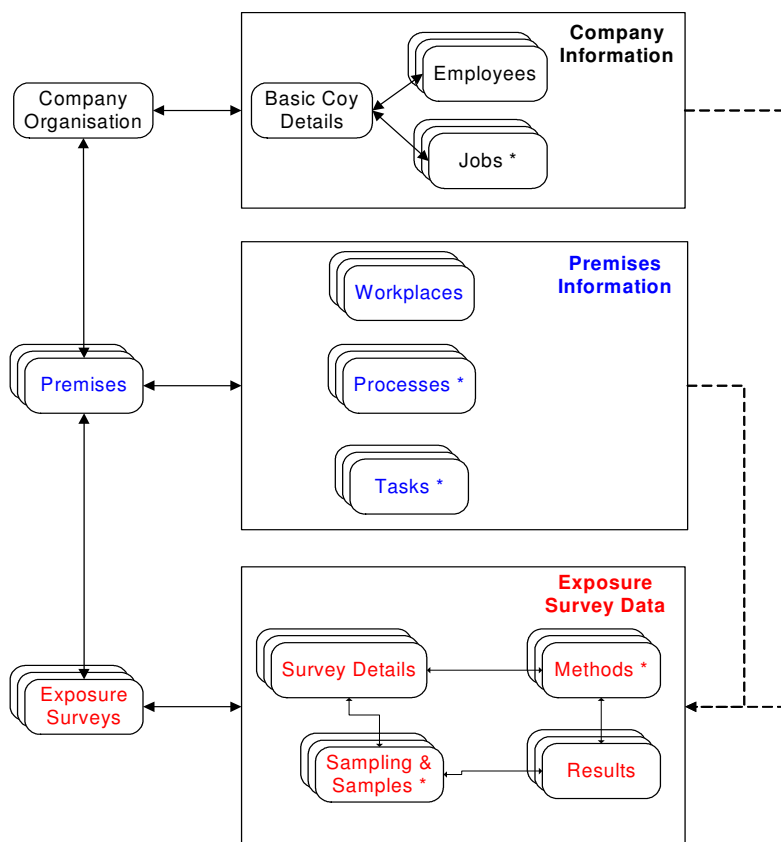 Company
Information
Employees
Company
Organisation
Basic Coy
Details
Jobs *
Premises
Information
Workplaces
Premises
Processes *
Tasks *
Exposure
Survey Data
Survey Details
Methods *
Exposure
Surveys
Sampling &
Samples *
Results